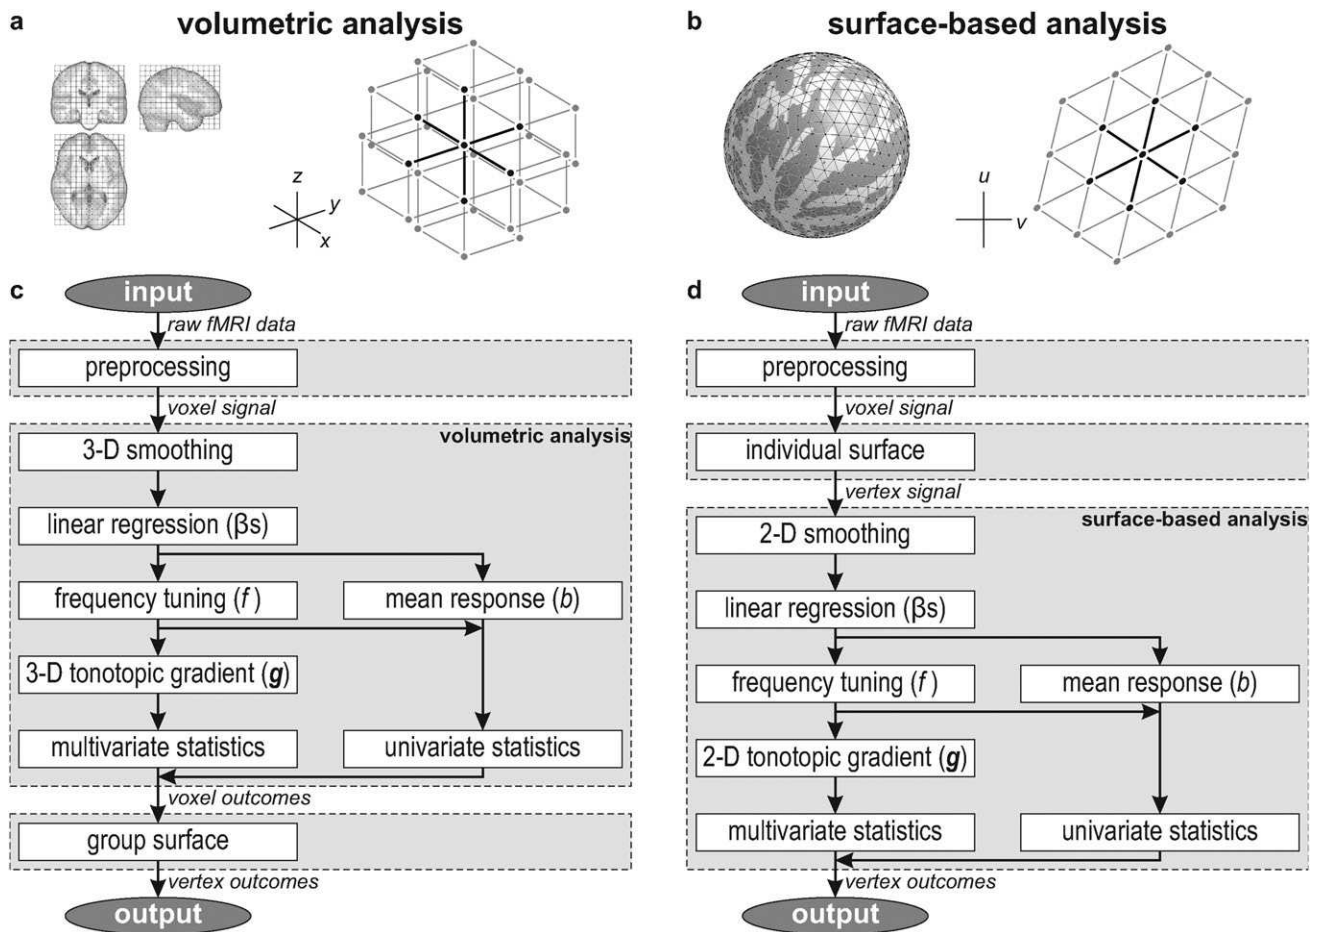 a
volumetric analysis
z
y
x
b
surface-based analysis
u
v
c
input
raw fMRI data
preprocessing
voxel signal
volumetric analysis
3-D smoothing
linear regression (βs)
frequency tuning (f)
mean response (b)
3-D tonotopic gradient (g)
multivariate statistics
univariate statistics
voxel outcomes
group surface
vertex outcomes
output
d
input
raw fMRI data
preprocessing
voxel signal
individual surface
vertex signal
surface-based analysis
2-D smoothing
linear regression (βs)
frequency tuning (f)
mean response (b)
2-D tonotopic gradient (g)
multivariate statistics
univariate statistics
vertex outcomes
output